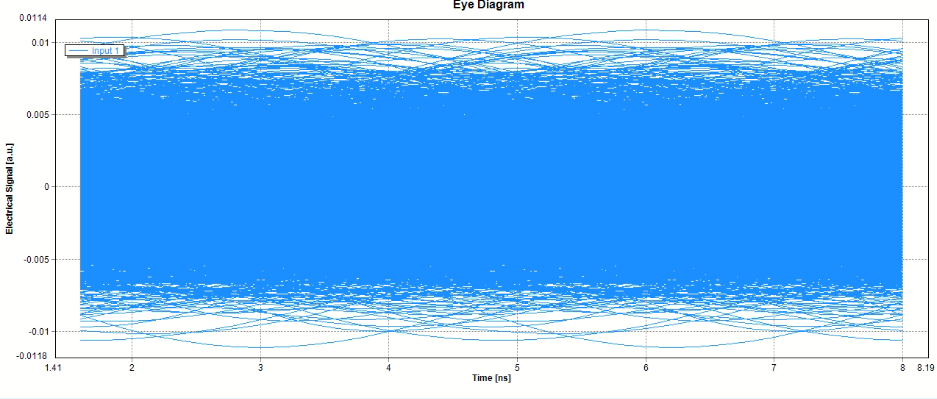 Eye Diagram
0.0114
0.01
Input 1
0.005
0
-0.005
-0.01
-0.0118
Electrical Signal [a.u.]
1.41 2 3 4 5 6 7 8 8.19
Time [ns]